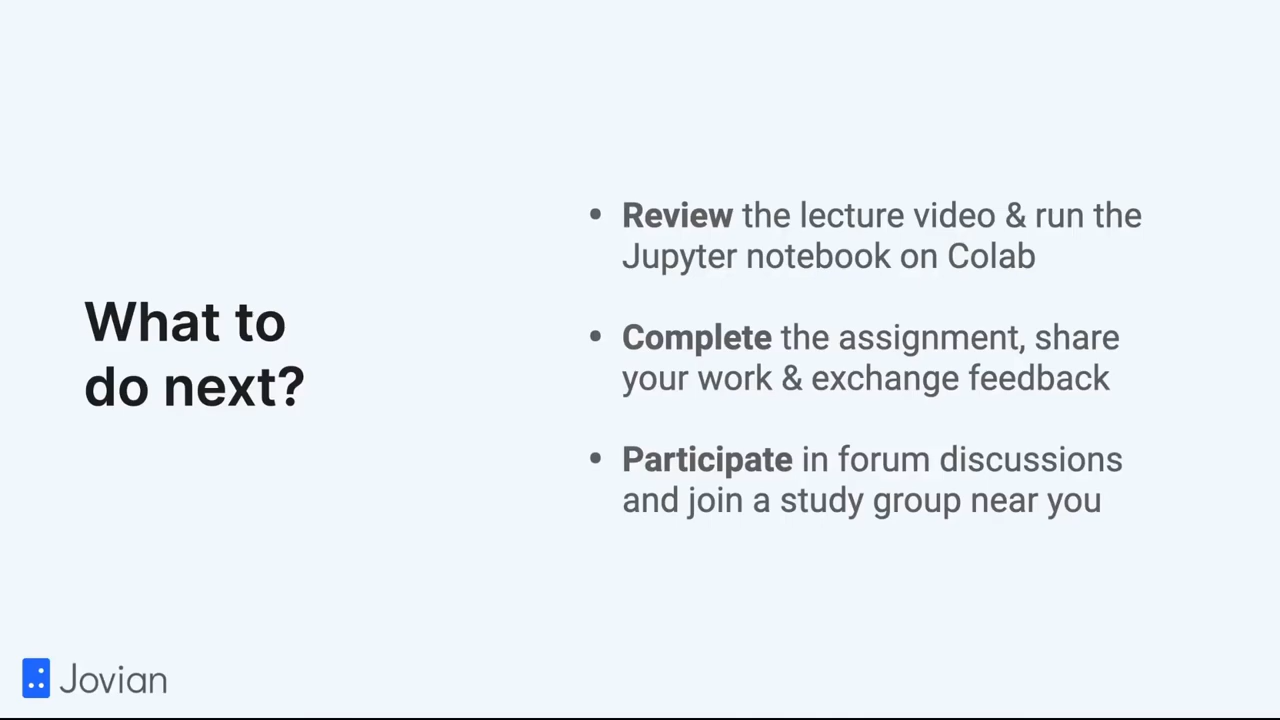 What to
do next?
• Review the lecture video & run the
Jupyter notebook on Colab
• Complete the assignment, share
your work & exchange feedback
• Participate in forum discussions
and join a study group near you
Jovian